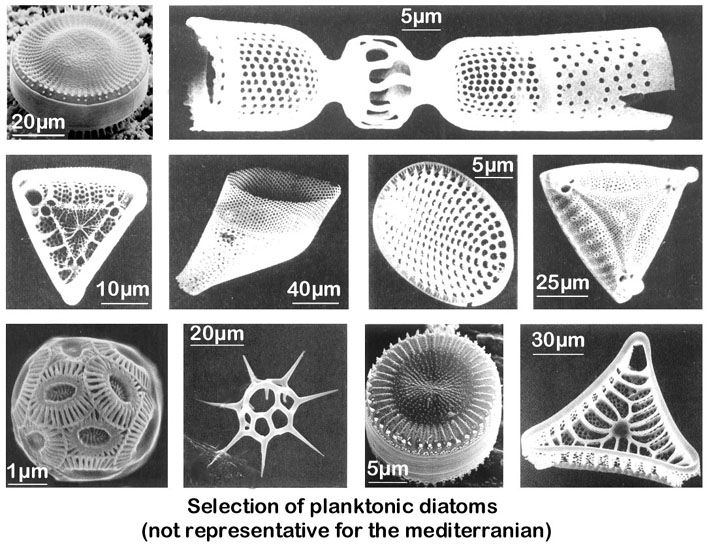 20µm
5µm
10µm
40µm
5µm
25µm
1µm
20µm
5µm
30µm
Selection of planktonic diatoms
(not representative for the mediterranian)